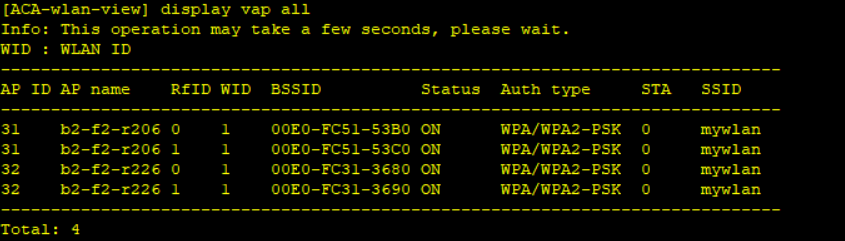 [ACA-wlan-view] display vap all
Info: This operation may take a few seconds, please wait.
WID : WLAN ID
--------------------------------------------------------------------------------
AP ID AP name    RfID WID  BSSID          Status  Auth type     STA   SSID
--------------------------------------------------------------------------------
31    b2-f2-r206 0    1    00E0-FC51-53B0 ON      WPA/WPA2-PSK  0     mywlan
31    b2-f2-r206 1    1    00E0-FC51-53C0 ON      WPA/WPA2-PSK  0     mywlan
32    b2-f2-r226 0    1    00E0-FC31-3680 ON      WPA/WPA2-PSK  0     mywlan
32    b2-f2-r226 1    1    00E0-FC31-3690 ON      WPA/WPA2-PSK  0     mywlan
--------------------------------------------------------------------------------
Total: 4